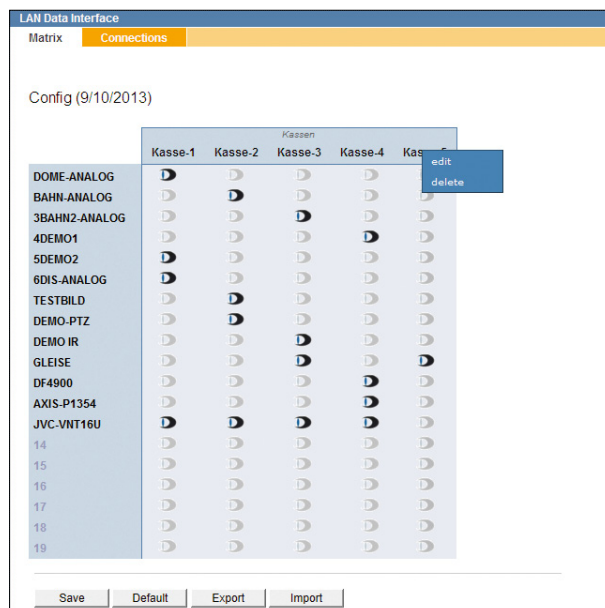 LAN Data Interface
Matrix Connections
Config (9/10/2013)
Kassen
Kasse-1 Kasse-2 Kasse-3 Kasse-4
edit
delete
DOME-ANALOG
BAHN-ANALOG
3BAHN2-ANALOG
4DEMO1
5DEMO2
6DIS-ANALOG
TESTBILD
DEMO-PTZ
DEMO IR
GLEISE
DF4900
AXIS-P1354
JVC-VNT16U
14
15
16
17
18
19
Save Default Export Import